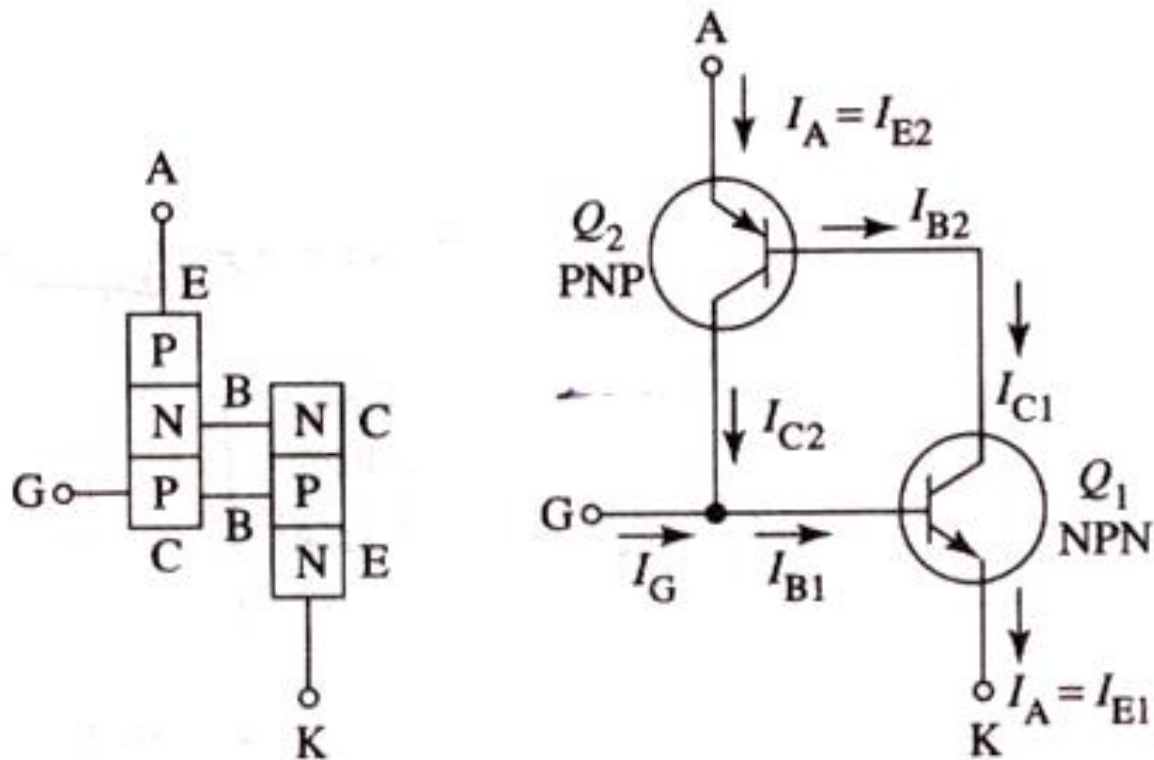 A
E
P
B
N
N
C
G
P
P
C
B
N
E
K
A
I_A = I_E2
Q_2
PNP
I_B2
I_C2
I_C1
G
I_G
I_B1
Q_1
NPN
I_A = I_E1
K